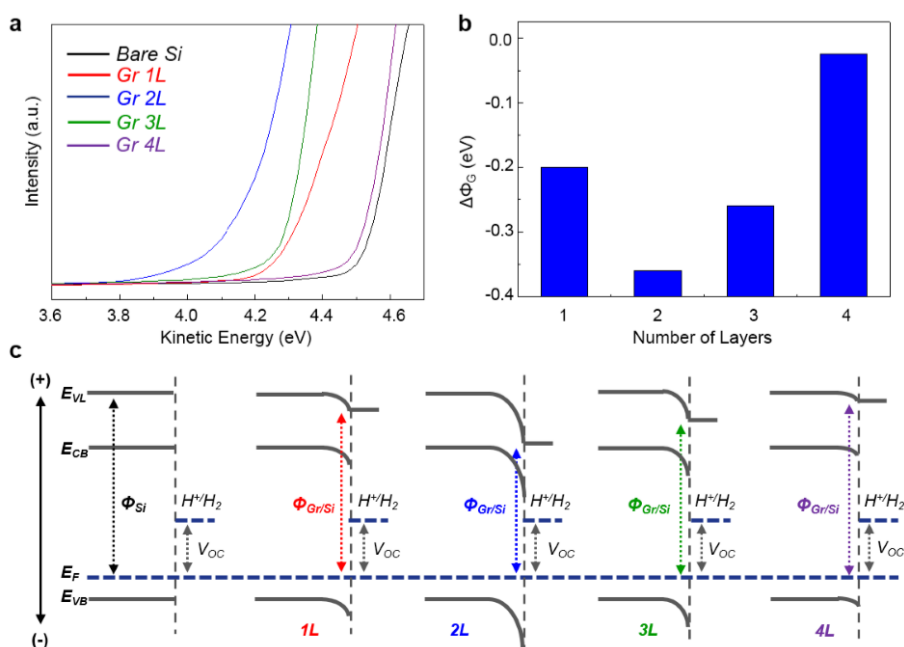 a
Bare Si
Gr 1L
Gr 2L
Gr 3L
Gr 4L
Intensity (a.u.)
3.6 3.8 4.0 4.2 4.4 4.6
Kinetic Energy (eV)
b
0.0
-0.1
-0.2
-0.3
-0.4
ΔΦG (eV)
1 2 3 4
Number of Layers
c
(+)
(-)
EVL
ECB
EF
EVB
ΦSi
H+/H2
VOC
ΦGr/Si
H+/H2
VOC
1L
ΦGr/Si
H+/H2
VOC
2L
ΦGr/Si
H+/H2
VOC
3L
ΦGr/Si
H+/H2
VOC
4L